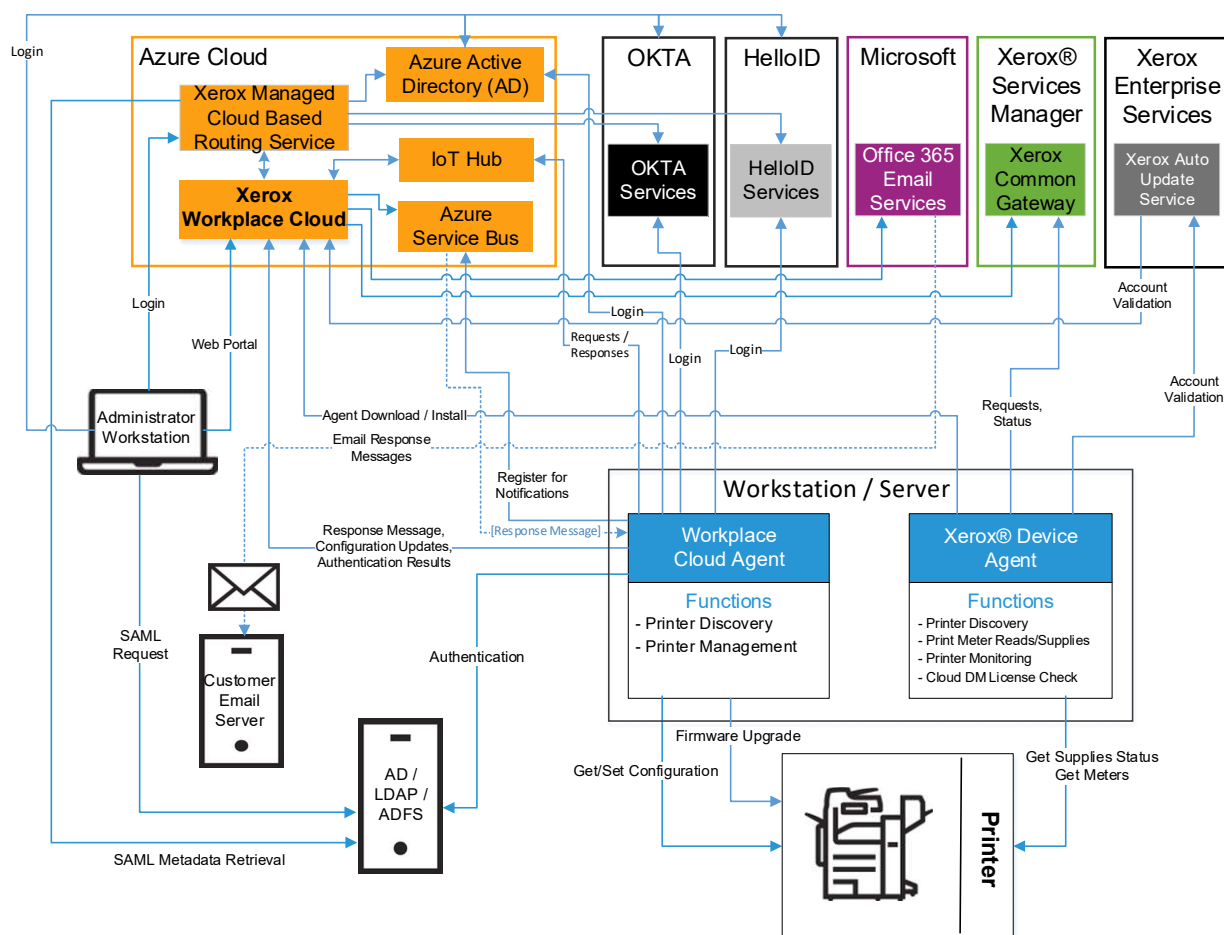 Login
Azure Cloud
Azure Active
Directory (AD)
Xerox Managed
Cloud Based
Routing Service
IoT Hub
Xerox
Workplace Cloud
Azure
Service Bus
OKTA
OKTA
Services
HelloID
HelloID
Services
Microsoft
Office 365
Email
Services
Xerox®
Services
Manager
Xerox
Common
Gateway
Xerox
Enterprise
Services
Xerox Auto
Update
Service
Login
Web Portal
Login
Requests /
Responses
Login
Login
Account
Validation
Account
Validation
Administrator
Workstation
Agent Download / Install
Email Response
Messages
Requests,
Status
Register for
Notifications
Workstation / Server
[Response Message]
Response Message,
Configuration Updates,
Authentication Results
Workplace
Cloud Agent
Functions
- Printer Discovery
- Printer Management
Xerox® Device
Agent
Functions
- Printer Discovery
- Print Meter Reads/Supplies
- Printer Monitoring
- Cloud DM License Check
SAML
Request
Authentication
Customer
Email
Server
Firmware Upgrade
Get/Set Configuration
Get Supplies Status
Get Meters
AD /
LDAP /
ADFS
Printer
SAML Metadata Retrieval